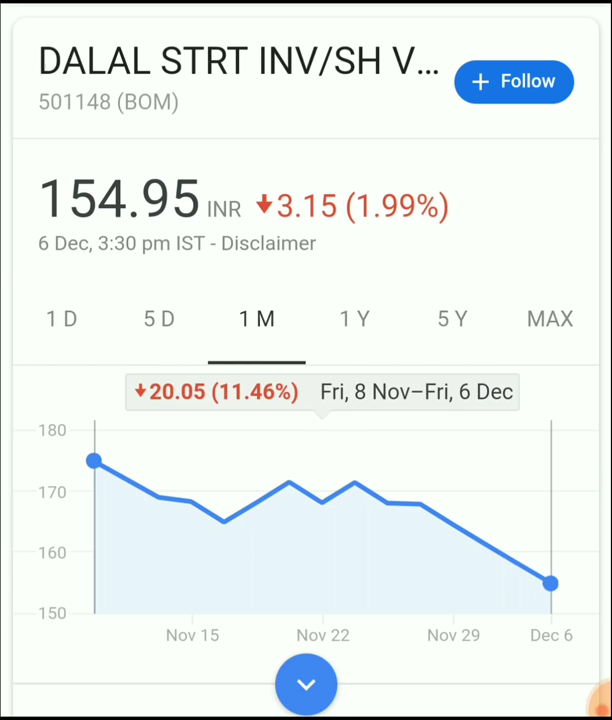 DALAL STRT INV/SH V...
+ Follow
501148 (BOM)
154.95 INR ↓3.15 (1.99%)
6 Dec, 3:30 pm IST - Disclaimer
1 D 5 D 1 M 1 Y 5 Y MAX
↓20.05 (11.46%) Fri, 8 Nov–Fri, 6 Dec
180
170
160
150
Nov 15 Nov 22 Nov 29 Dec 6